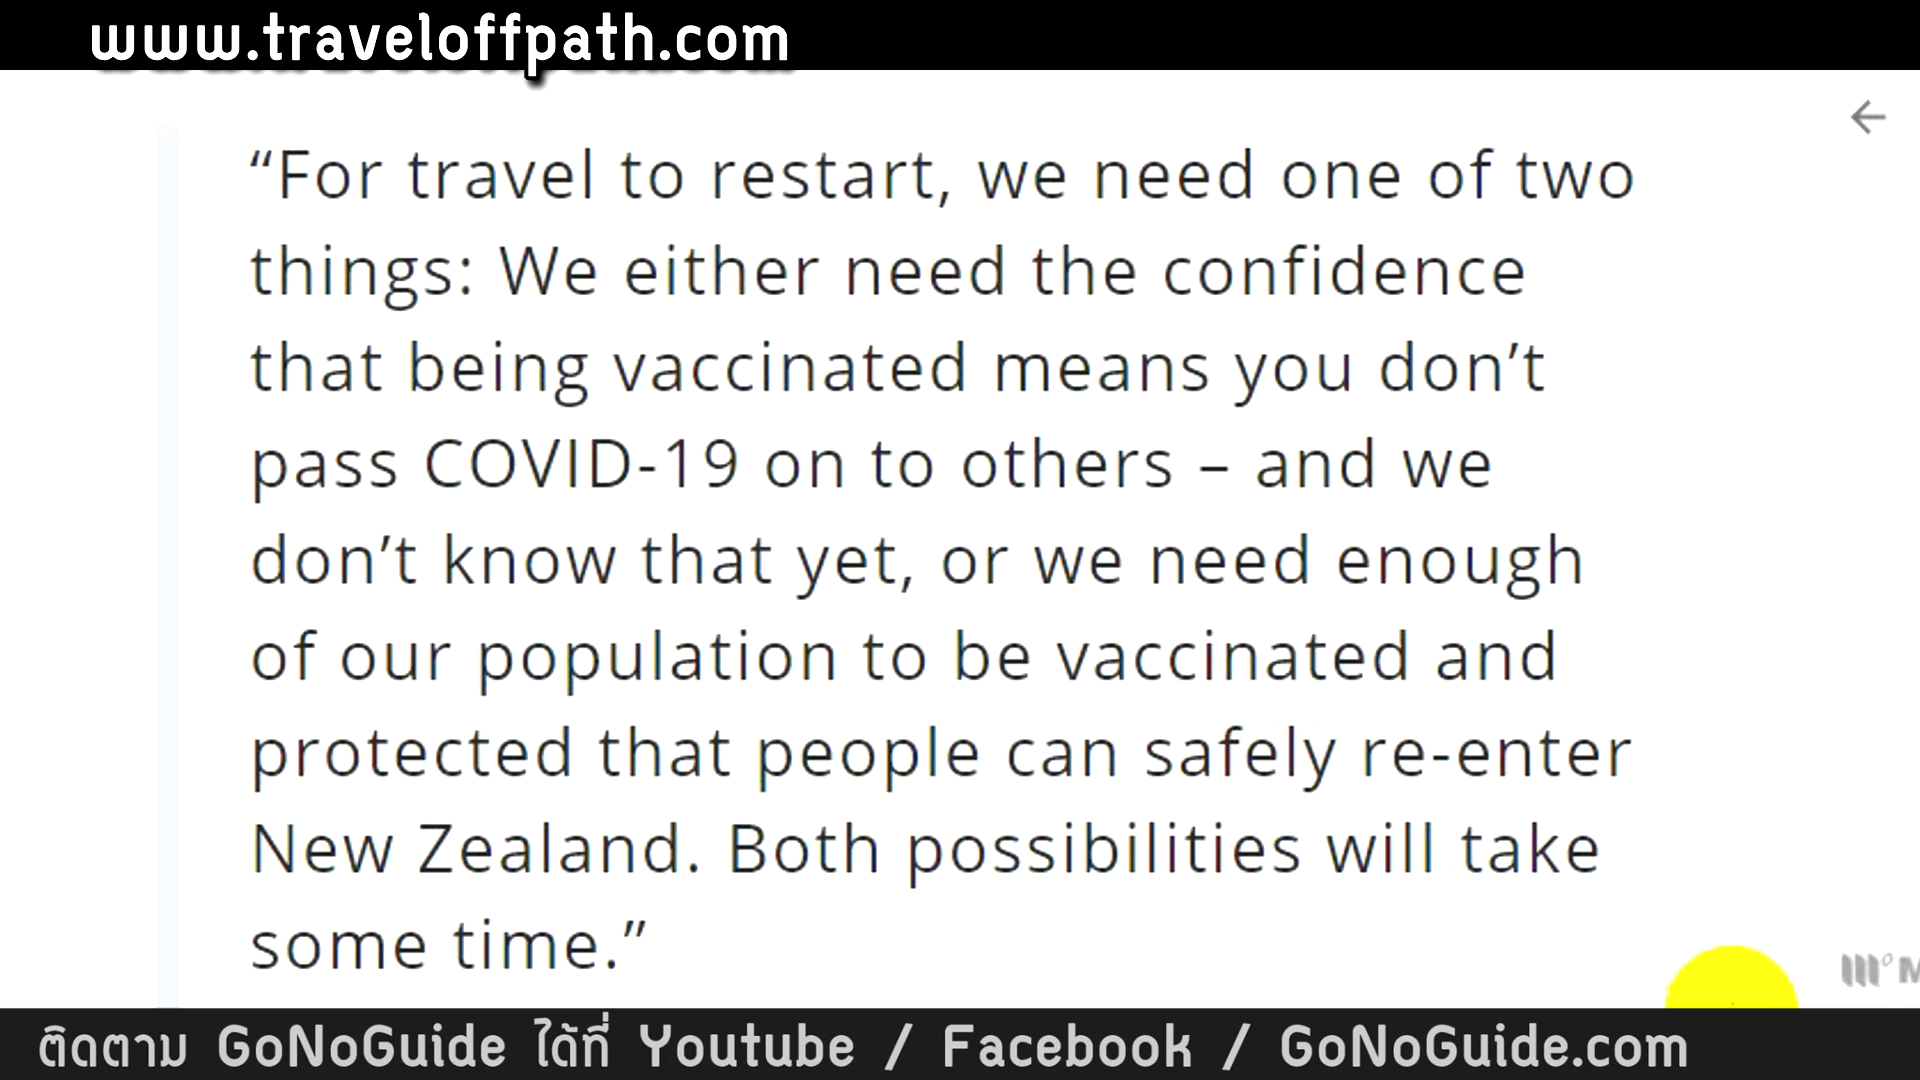 www.traveloffpath.com
“For travel to restart, we need one of two
things: We either need the confidence
that being vaccinated means you don’t
pass COVID-19 on to others – and we
don’t know that yet, or we need enough
of our population to be vaccinated and
protected that people can safely re-enter
New Zealand. Both possibilities will take
some time.”
ติดตาม GoNoGuide ได้ที่ Youtube / Facebook / GoNoGuide.com